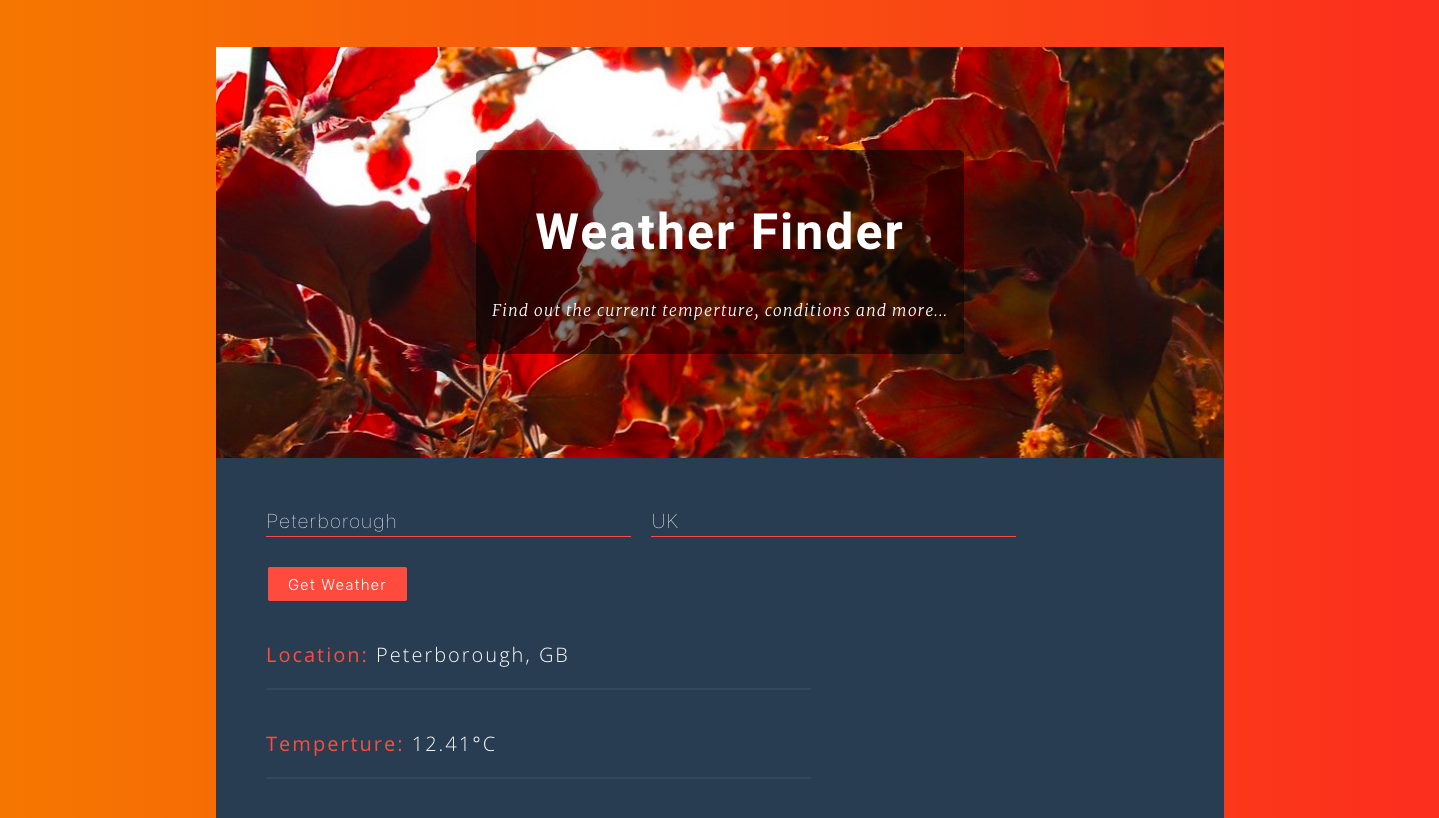 Weather Finder
Find out the current temperture, conditions and more...
Peterborough UK
Get Weather
Location: Peterborough, GB
Temperture: 12.41°C